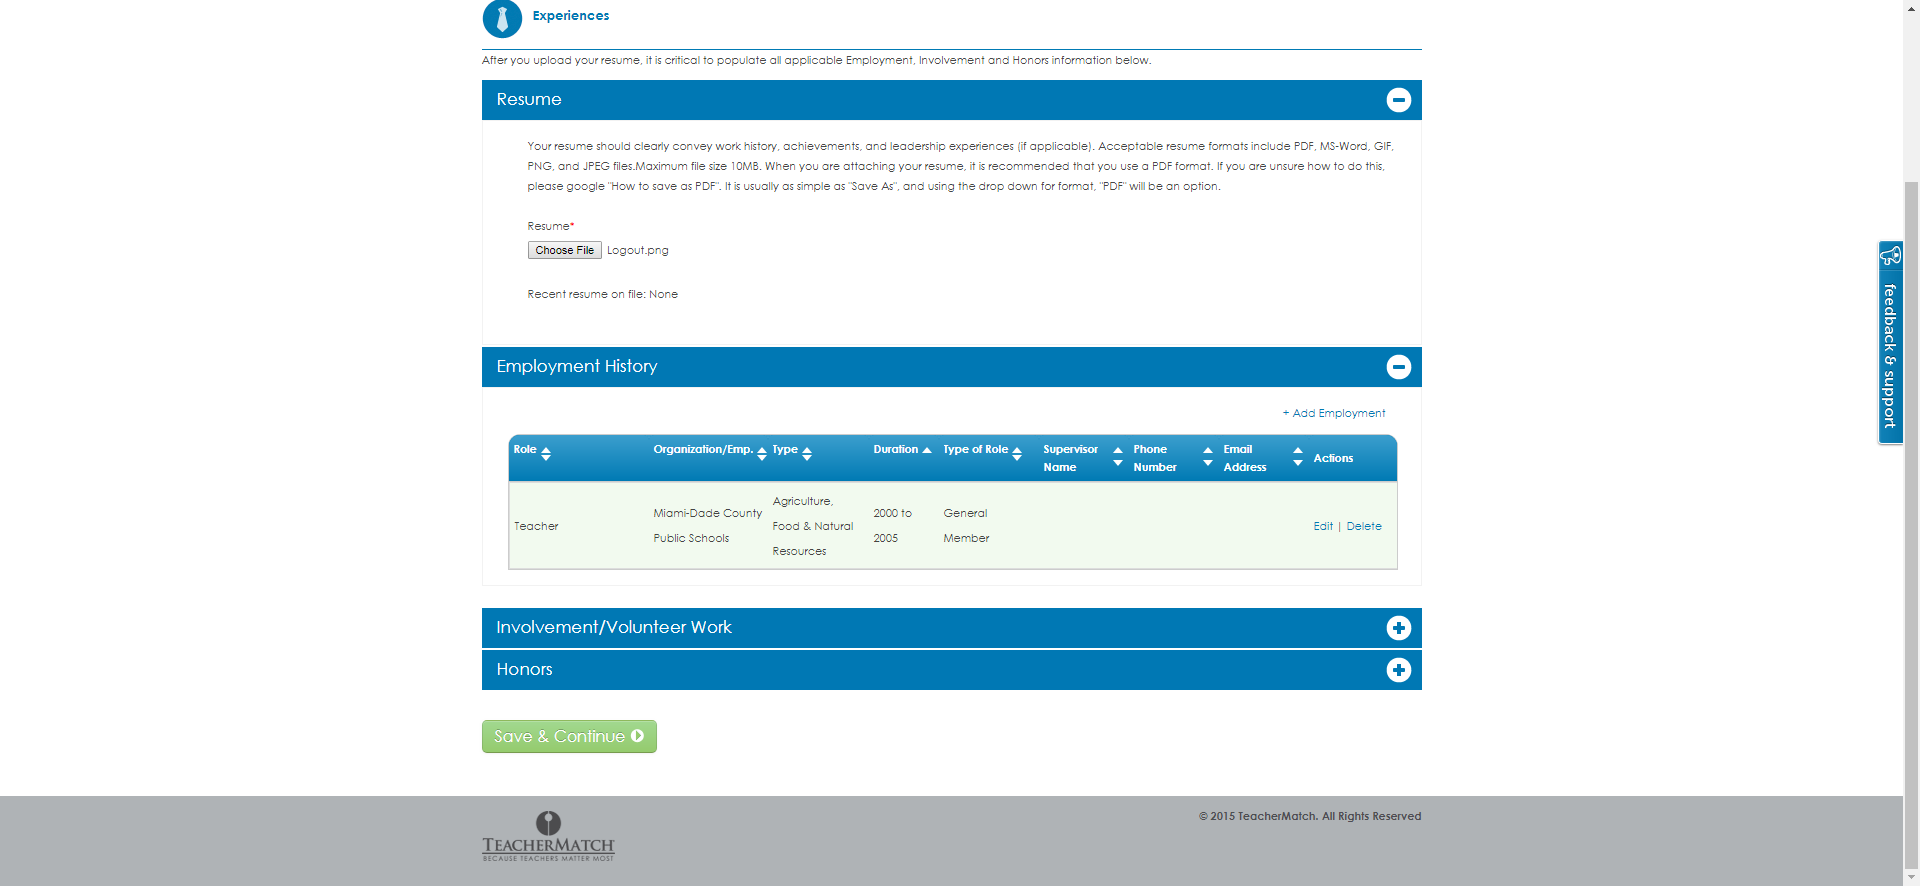 Experiences
After you upload your resume, it is critical to populate all applicable Employment, Involvement and Honors information below.
Resume
Your resume should clearly convey work history, achievements, and leadership experiences (if applicable). Acceptable resume formats include PDF, MS-Word, GIF,
PNG, and JPEG files.Maximum file size 10MB. When you are attaching your resume, it is recommended that you use a PDF format. If you are unsure how to do this,
please google "How to save as PDF". It is usually as simple as "Save As", and using the drop down for format, "PDF" will be an option.
Resume*
Choose File Logout.png
Recent resume on file: None
feedback & support
Employment History
+ Add Employment
Role Organization/Emp. Type Duration Type of Role Supervisor Name Phone Number Email Address Actions
Teacher Miami-Dade County Public Schools Agriculture, Food & Natural Resources 2000 to 2005 General Member Edit | Delete
Involvement/Volunteer Work
Honors
Save & Continue
© 2015 TeacherMatch. All Rights Reserved
TEACHERMATCH
BECAUSE TEACHERS MATTER MOST